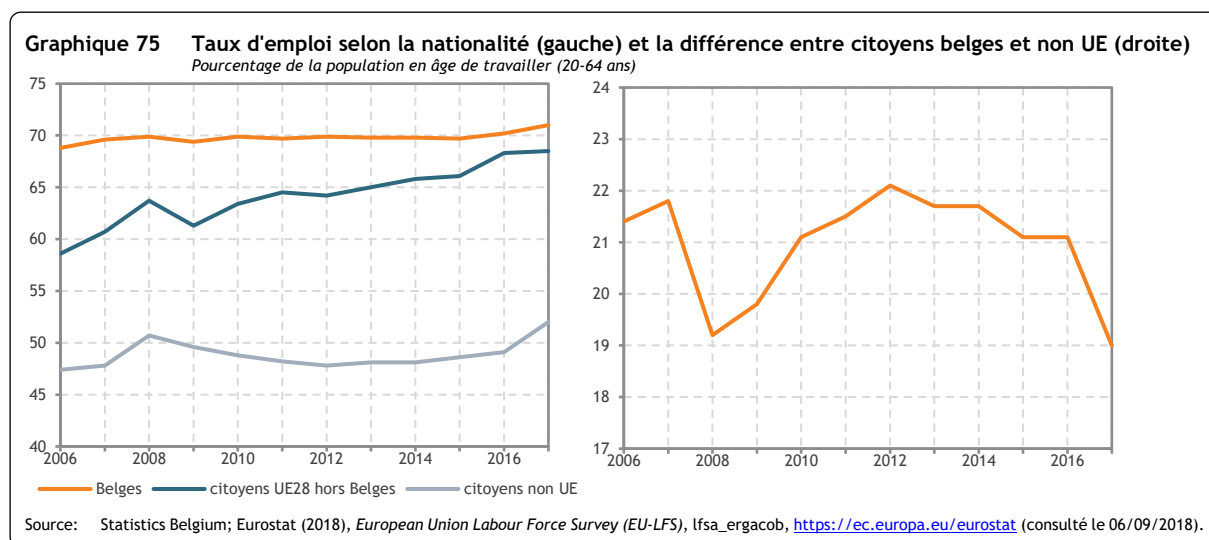 Graphique 75 Taux d'emploi selon la nationalité (gauche) et la différence entre citoyens belges et non UE (droite)
Pourcentage de la population en âge de travailler (20-64 ans)
75
70
65
60
55
50
45
40
2006 2008 2010 2012 2014 2016
Belges citoyens UE28 hors Belges citoyens non UE
24
23
22
21
20
19
18
17
2006 2008 2010 2012 2014 2016
Source: Statistics Belgium; Eurostat (2018), European Union Labour Force Survey (EU-LFS), lfsa_ergacob, https://ec.europa.eu/eurostat (consulté le 06/09/2018).